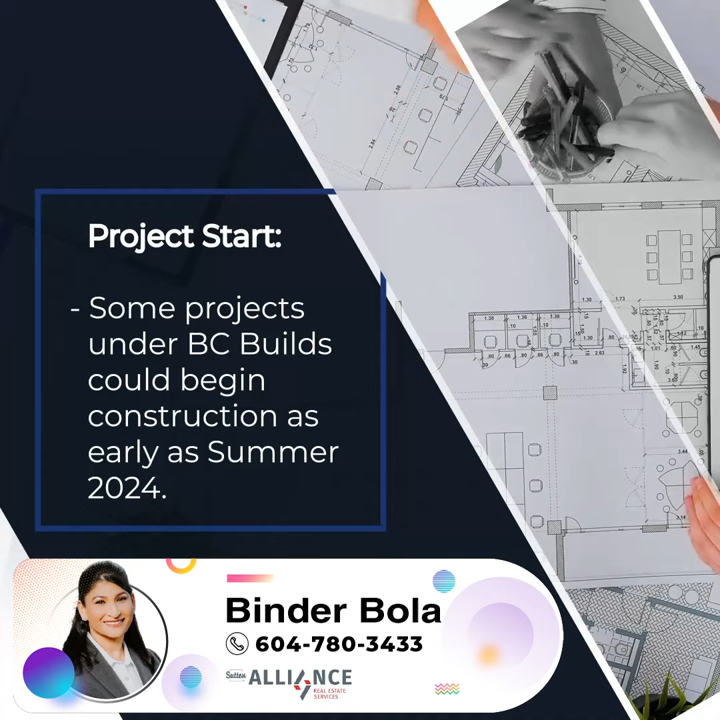 Project Start:
- Some projects
under BC Builds
could begin
construction as
early as Summer
2024.
Binder Bola
604-780-3433
Sutton ALLIANCE
REAL ESTATE
SERVICES